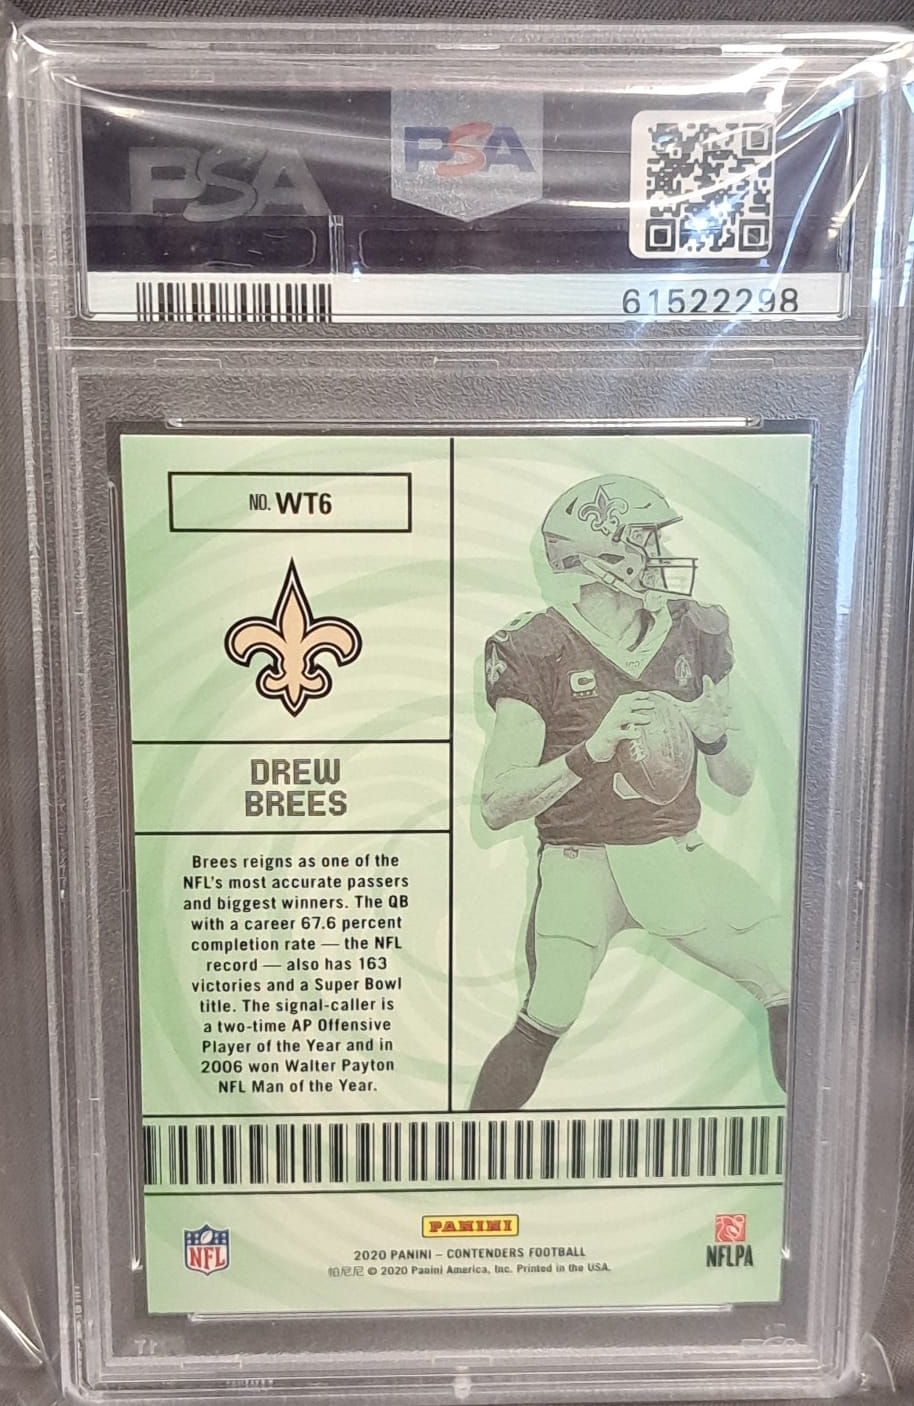 PSA
PSA
61522298
NO. WT6
DREW
BREES
Brees reigns as one of the
NFL's most accurate passers
and biggest winners. The QB
with a career 67.6 percent
completion rate — the NFL
record — also has 163
victories and a Super Bowl
title. The signal-caller is
a two-time AP Offensive
Player of the Year and in
2006 won Walter Payton
NFL Man of the Year.
C
NFL
PANINI
2020 PANINI – CONTENDERS FOOTBALL
帕尼尼 © 2020 Panini America, Inc. Printed in the USA.
NFLPA